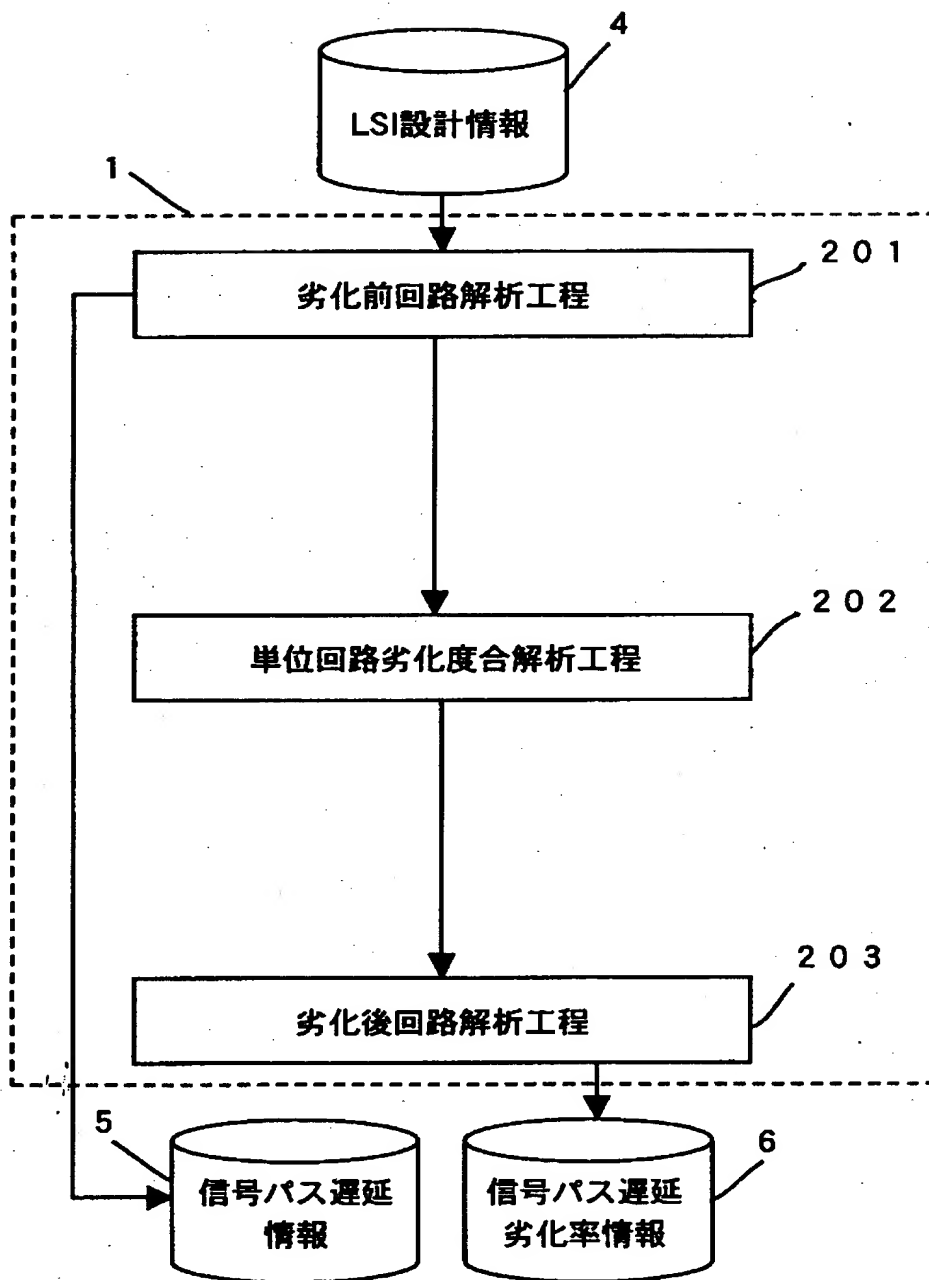 4
LSI設計情報
1
201
劣化前回路解析工程
202
単位回路劣化度合解析工程
203
劣化後回路解析工程
5
信号パス遅延
情報
6
信号パス遅延
劣化率情報